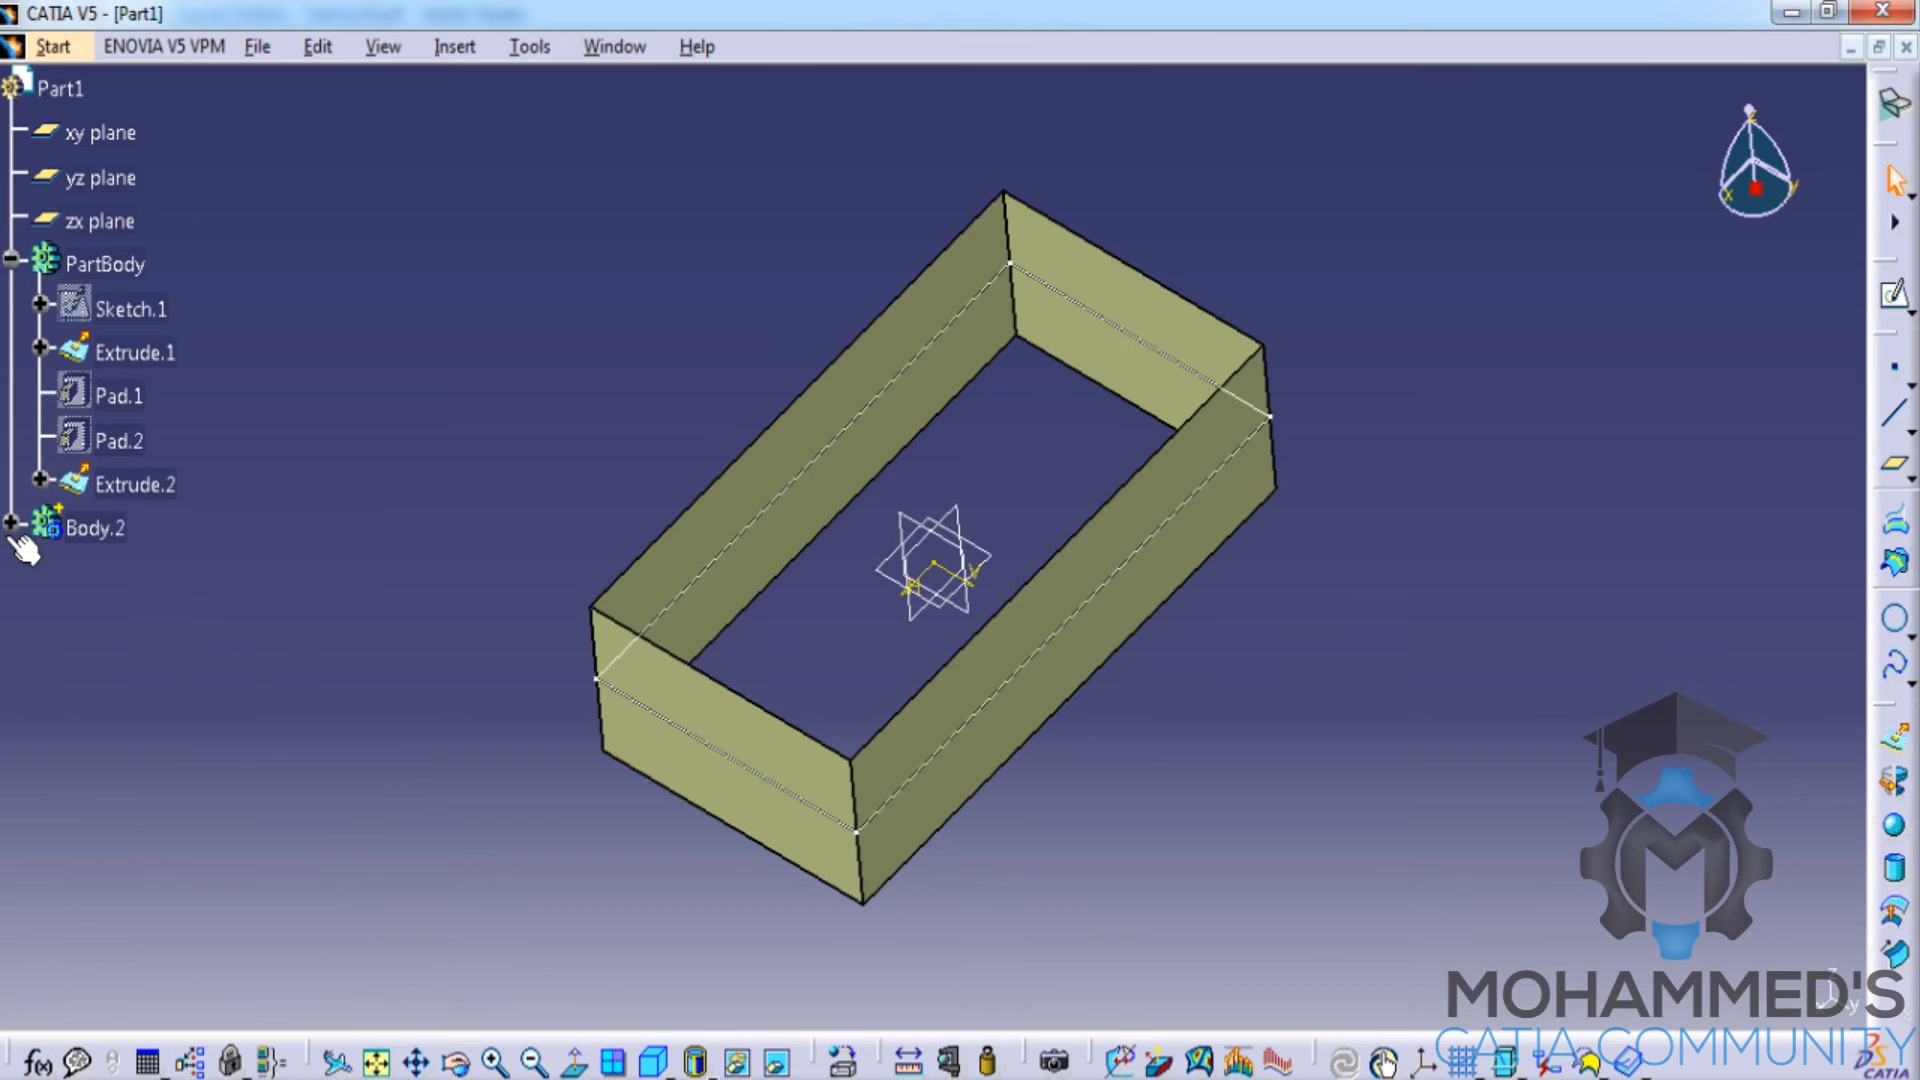 CATIA V5 - [Part1]
Start ENOVIA V5 VPM File Edit View Insert Tools Window Help
Part1
xy plane
yz plane
zx plane
PartBody
Sketch.1
Extrude.1
Pad.1
Pad.2
Extrude.2
Body.2
z
x y
x y
MOHAMMED'S
CATIA COMMUNITY
f(x)
CATIA